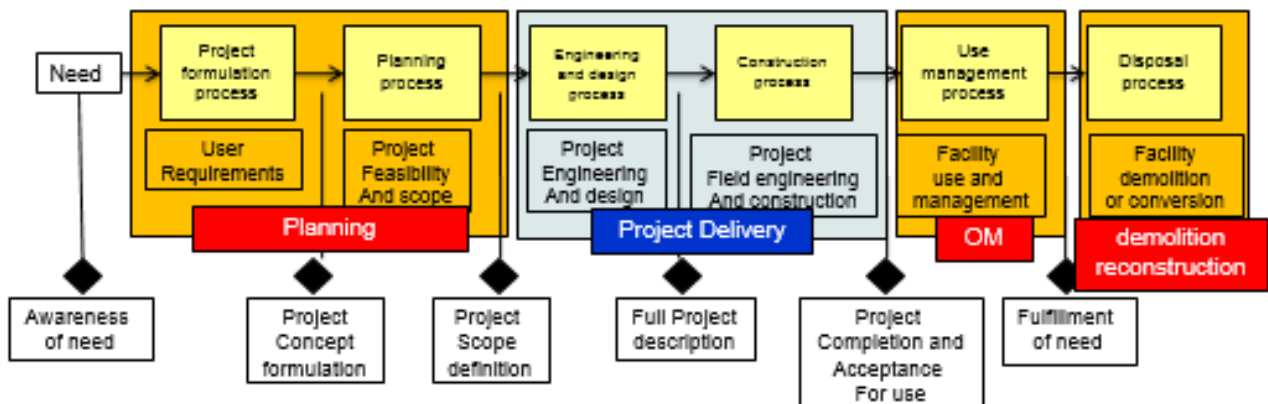 Need
Project
formulation
process
Planning
process
Engineering
and design
process
Construction
process
Use
management
process
Disposal
process
User
Requirements
Project
Feasibility
And scope
Project
Engineering
And design
Project
Field engineering
And construction
Facility
use and
management
Facility
demolition
or conversion
Planning
Project Delivery
OM
demolition
reconstruction
Awareness
of need
Project
Concept
formulation
Project
Scope
definition
Full Project
description
Project
Completion and
Acceptance
For use
Fulfillment
of need